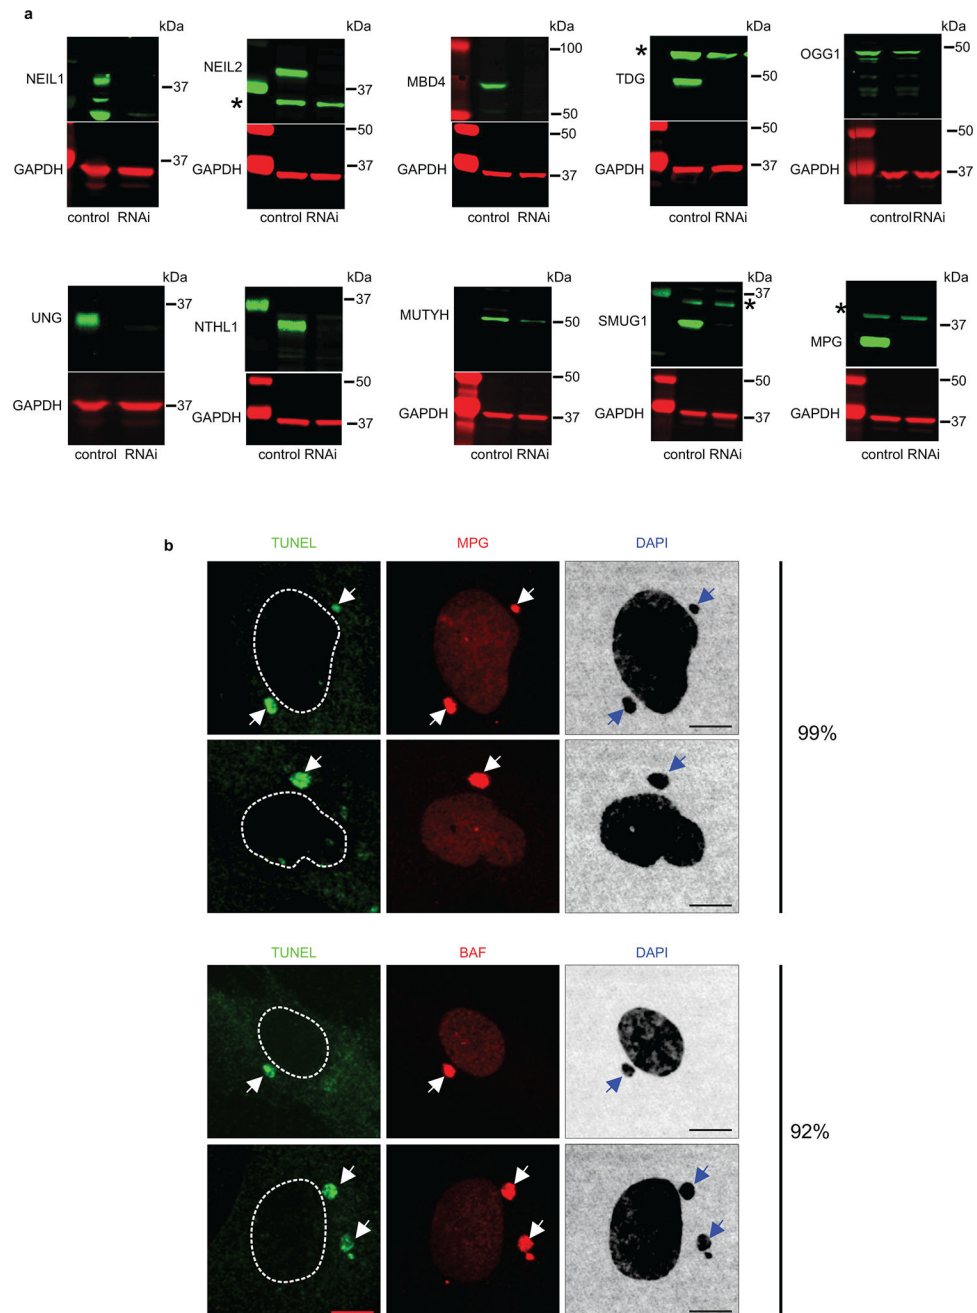 a
kDa
NEIL1
37
GAPDH
37
control RNAi
kDa
NEIL2
37
*
50
GAPDH
37
control RNAi
kDa
100
MBD4
50
50
GAPDH
37
control RNAi
kDa
*
TDG
50
50
GAPDH
37
control RNAi
kDa
50
OGG1
50
GAPDH
37
controlRNAi
kDa
37
UNG
GAPDH
37
control RNAi
kDa
37
NTHL1
50
GAPDH
37
control RNAi
kDa
MUTYH
50
50
GAPDH
37
control RNAi
kDa
37
*
SMUG1
50
GAPDH
37
control RNAi
kDa
*
37
MPG
50
GAPDH
37
control RNAi
b
TUNEL MPG DAPI
99%
TUNEL BAF DAPI
92%